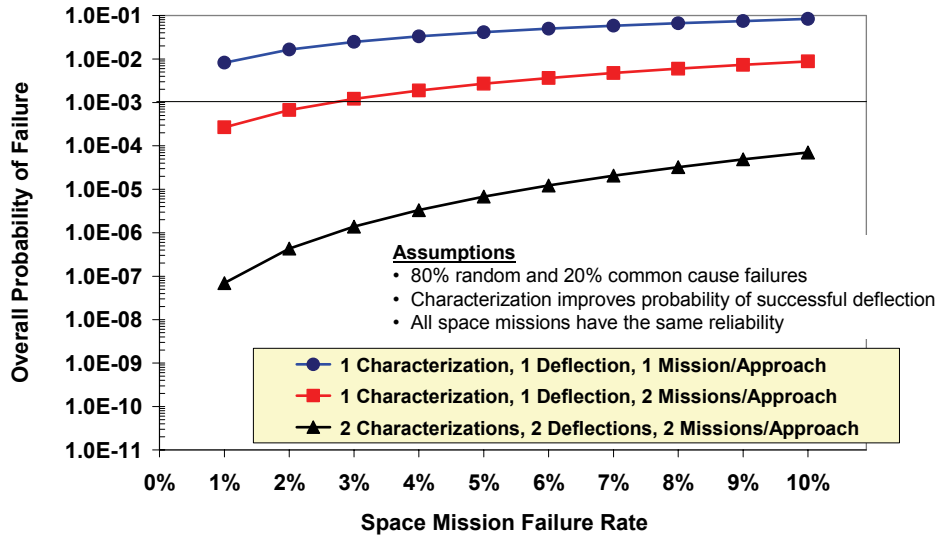 Overall Probability of Failure
1.0E-01
1.0E-02
1.0E-03
1.0E-04
1.0E-05
1.0E-06
1.0E-07
1.0E-08
1.0E-09
1.0E-10
1.0E-11
Assumptions
• 80% random and 20% common cause failures
• Characterization improves probability of successful deflection
• All space missions have the same reliability
1 Characterization, 1 Deflection, 1 Mission/Approach
1 Characterization, 1 Deflection, 2 Missions/Approach
2 Characterizations, 2 Deflections, 2 Missions/Approach
0% 1% 2% 3% 4% 5% 6% 7% 8% 9% 10%
Space Mission Failure Rate